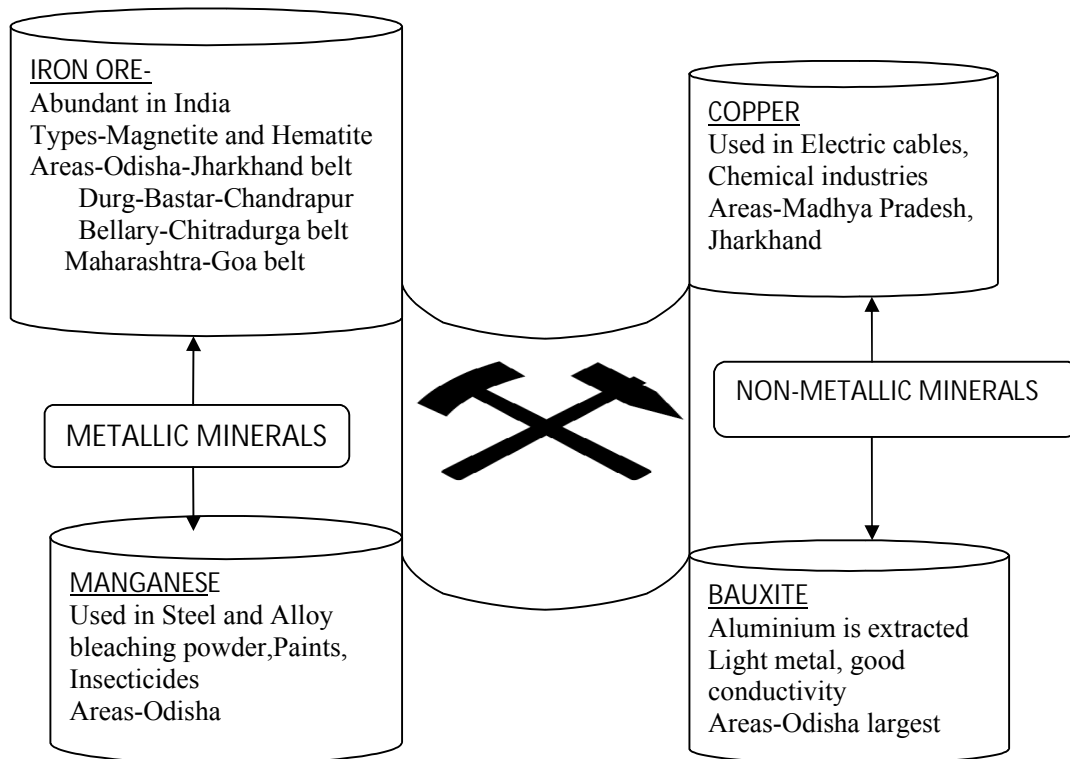 IRON ORE-
Abundant in India
Types-Magnetite and Hematite
Areas-Odisha-Jharkhand belt
Durg-Bastar-Chandrapur
Bellary-Chitradurga belt
Maharashtra-Goa belt
METALLIC MINERALS
MANGANESE
Used in Steel and Alloy
bleaching powder,Paints,
Insecticides
Areas-Odisha
COPPER
Used in Electric cables,
Chemical industries
Areas-Madhya Pradesh,
Jharkhand
NON-METALLIC MINERALS
BAUXITE
Aluminium is extracted
Light metal, good
conductivity
Areas-Odisha largest